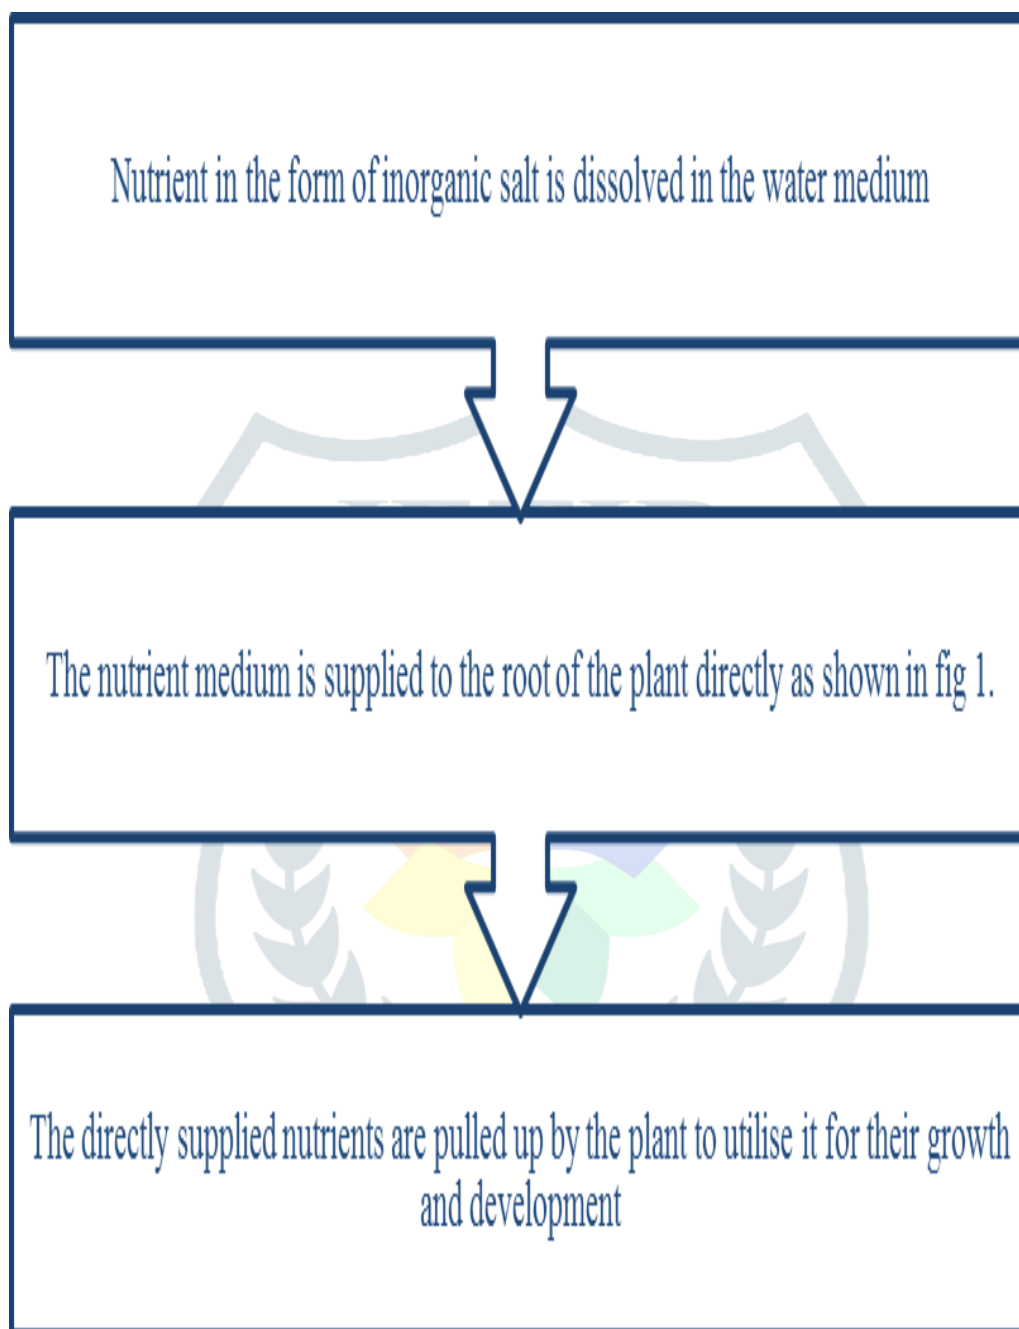 Nutrient in the form of inorganic salt is dissolved in the water medium
The nutrient medium is supplied to the root of the plant directly as shown in fig 1.
The directly supplied nutrients are pulled up by the plant to utilise it for their growth
and development